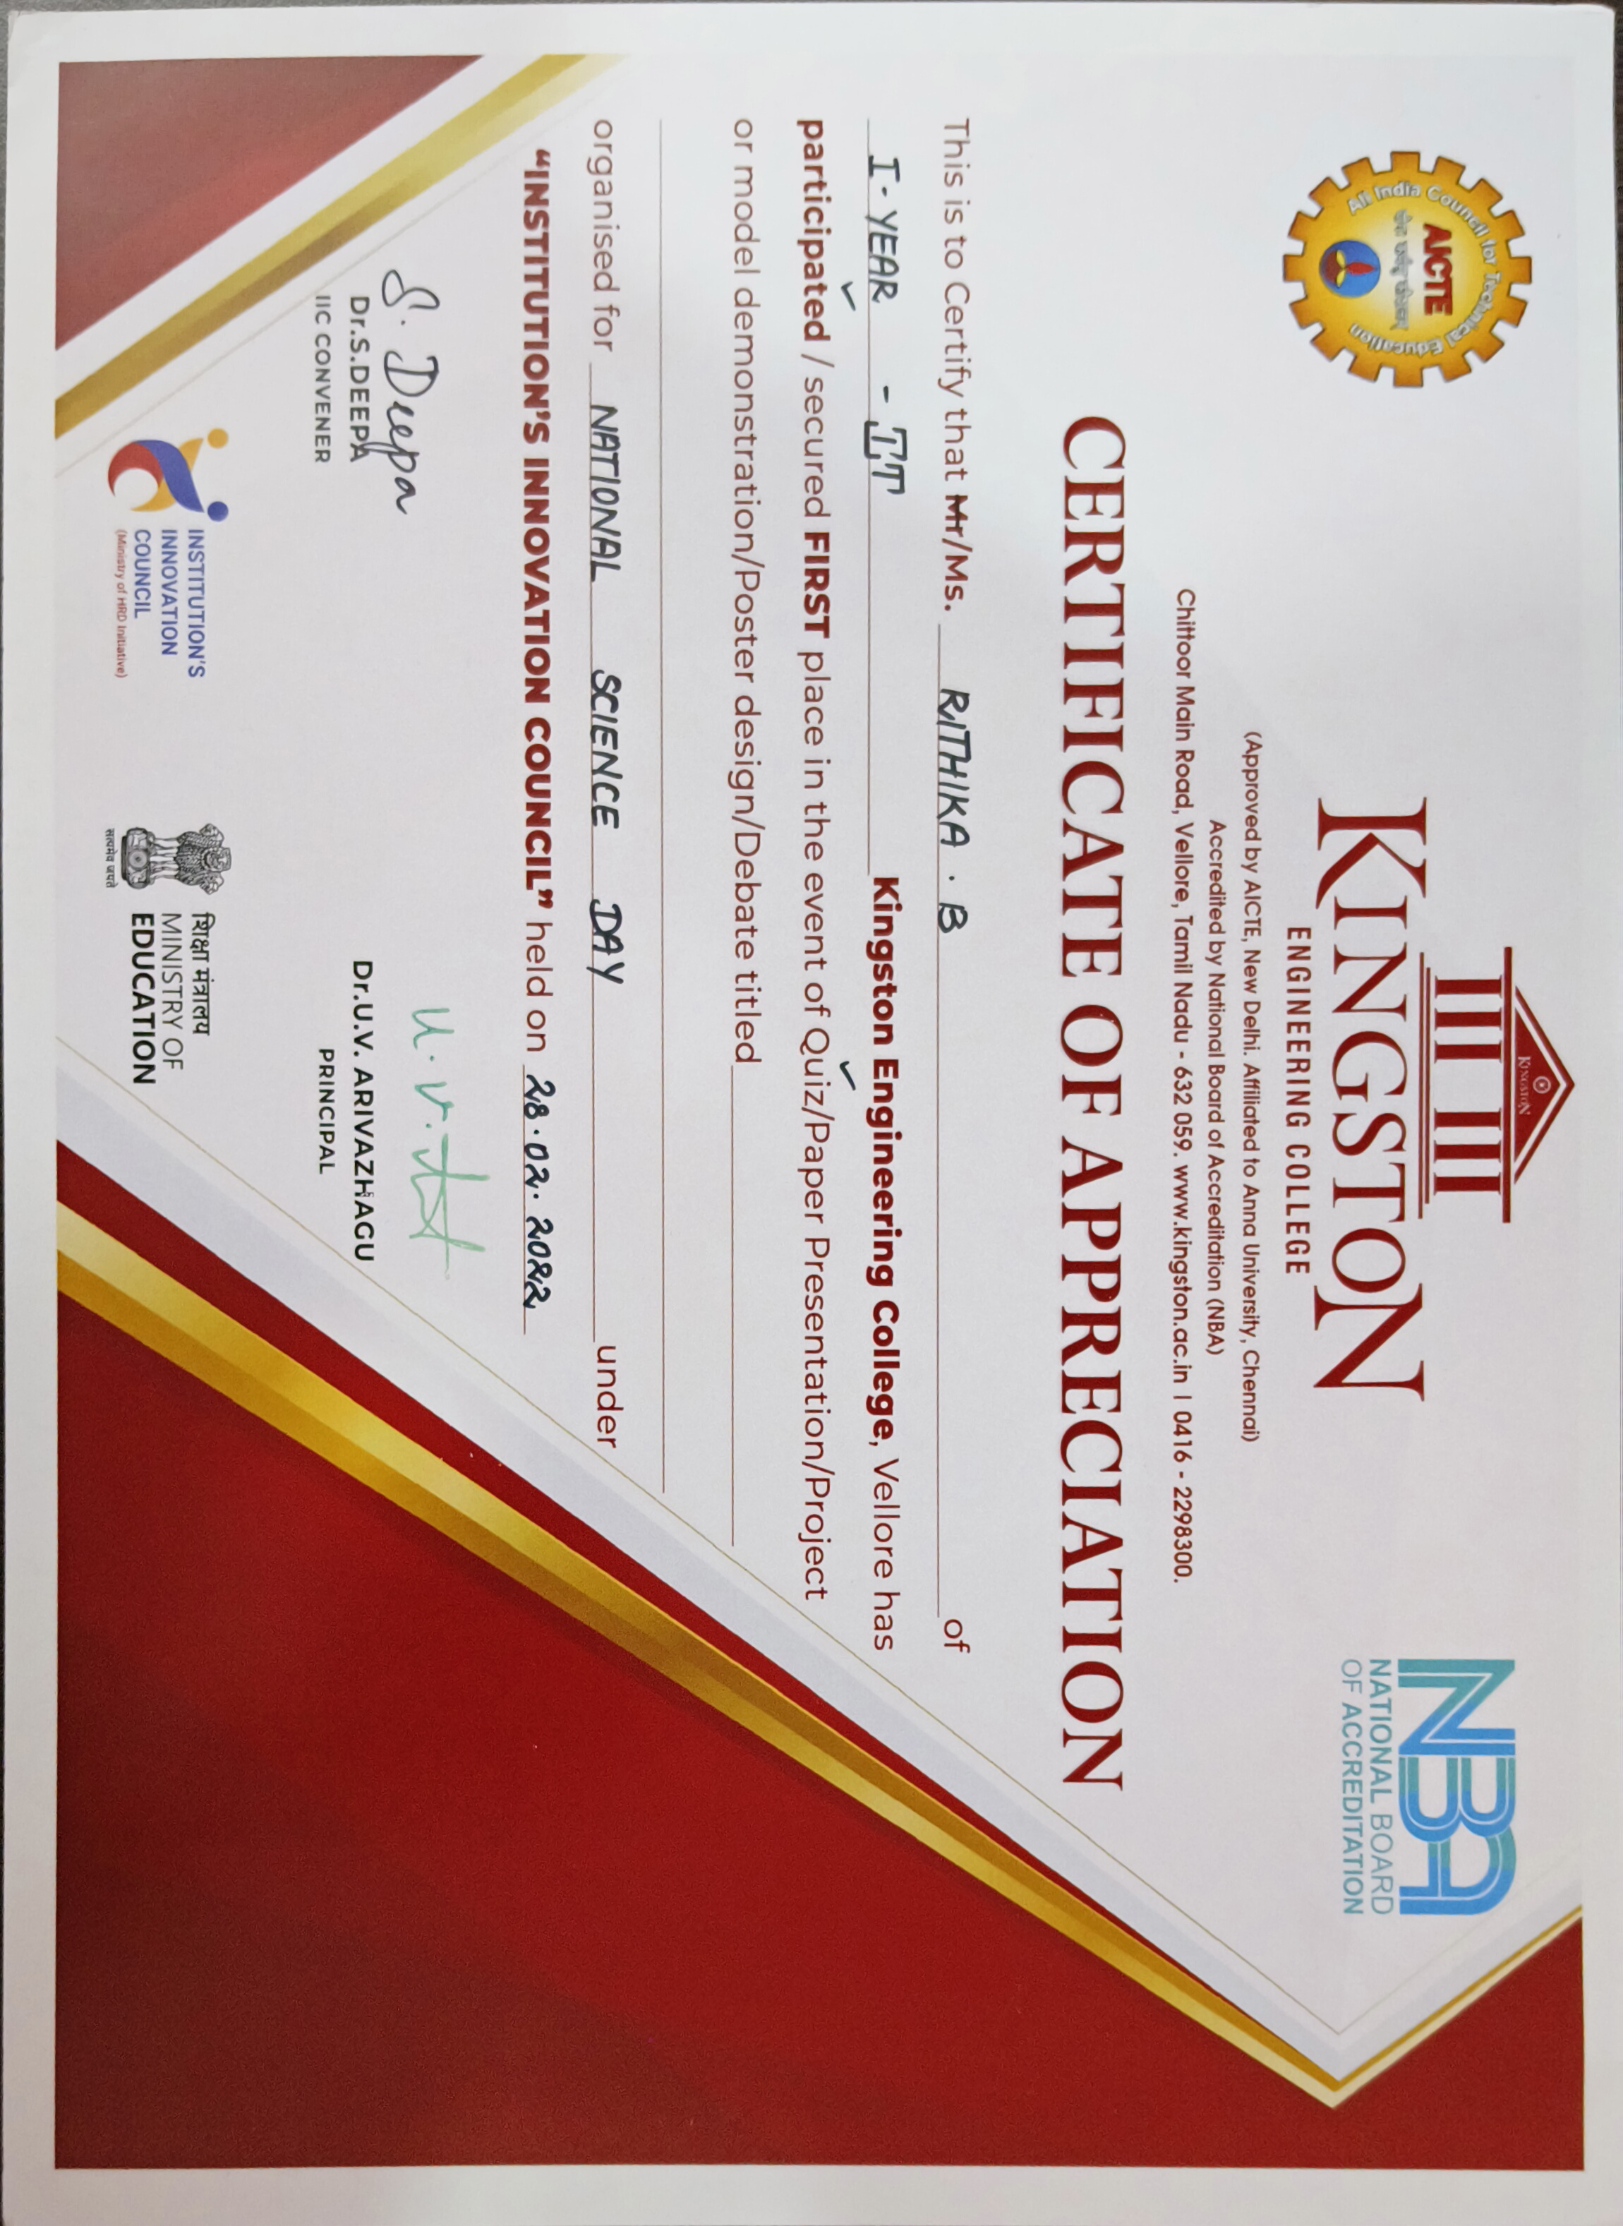 All India Council for Technical Education
AICTE
KINGSTON
KINGSTON
ENGINEERING COLLEGE
NBA
NATIONAL BOARD
OF ACCREDITATION
(Approved by AICTE, New Delhi. Affiliated to Anna University, Chennai)
Accredited by National Board of Accreditation (NBA)
Chittoor Main Road, Vellore, Tamil Nadu - 632 059. www.kingston.ac.in | 0416 - 2298300.
CERTIFICATE OF APPRECIATION
This is to Certify that Mr/Ms. RITHIKA . B of
I - YEAR - IT Kingston Engineering College, Vellore has
participated / secured FIRST place in the event of Quiz/Paper Presentation/Project
or model demonstration/Poster design/Debate titled
organised for NATIONAL SCIENCE DAY under
“INSTITUTION'S INNOVATION COUNCIL” held on 28.02.2022
S. Deepa
Dr.S.DEEPA
IIC CONVENER
U.V.
Dr.U.V. ARIVAZHAGU
PRINCIPAL
INSTITUTION'S
INNOVATION
COUNCIL
(Ministry of HRD Initiative)
शिक्षा मंत्रालय
MINISTRY OF
EDUCATION
सत्यमेव जयते